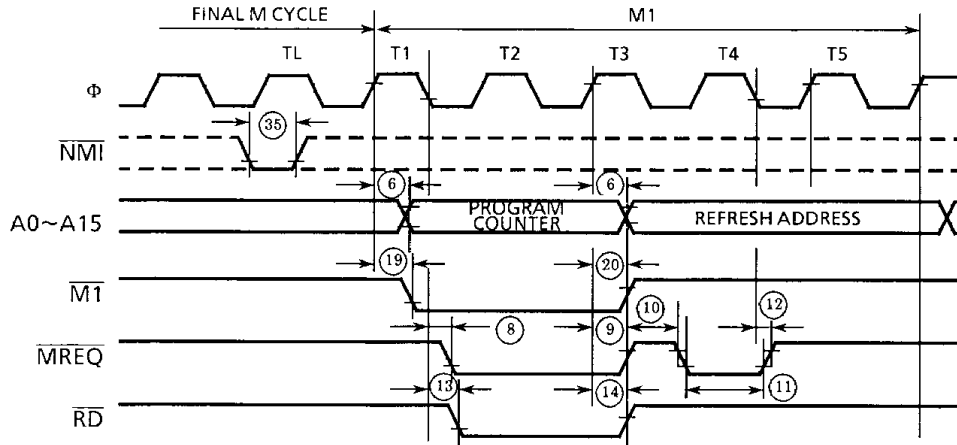 FINAL M CYCLE M1
TL T1 T2 T3 T4 T5
Φ
35
NMI
6 6
A0~A15 PROGRAM COUNTER REFRESH ADDRESS
19 20
M1
10 12
8 9
MREQ
13 14 11
RD